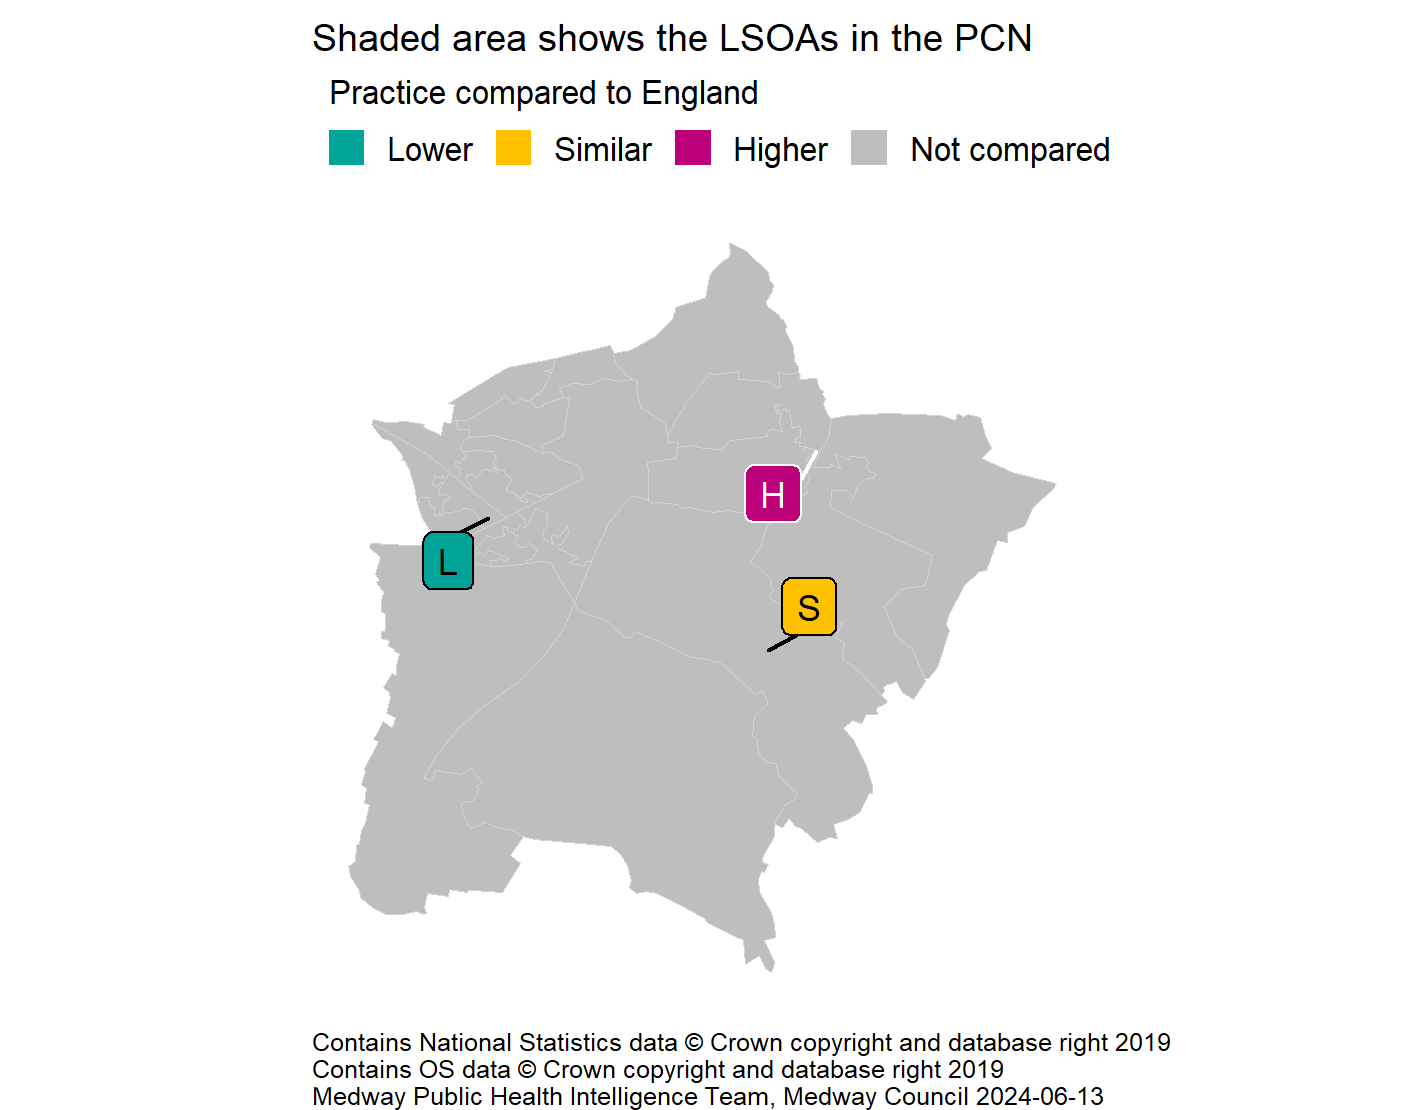 Shaded area shows the LSOAs in the PCN
Practice compared to England
Lower Similar Higher Not compared
H
L
S
Contains National Statistics data © Crown copyright and database right 2019
Contains OS data © Crown copyright and database right 2019
Medway Public Health Intelligence Team, Medway Council 2024-06-13